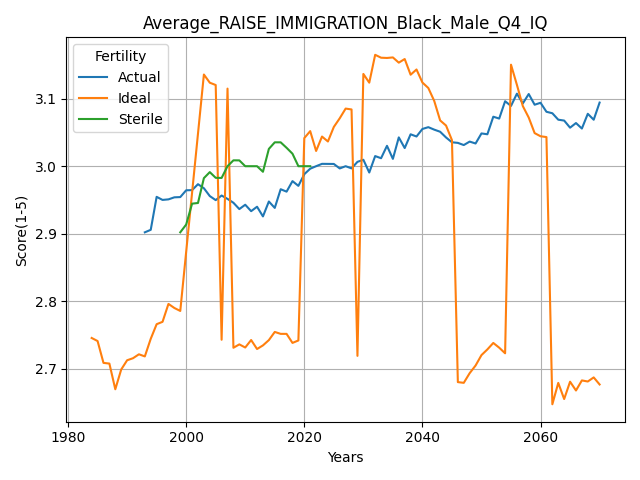 Average_RAISE_IMMIGRATION_Black_Male_Q4_IQ
Fertility
Actual
Ideal
Sterile
Score(1-5)
3.1
3.0
2.9
2.8
2.7
1980
2000
2020
2040
2060
Years